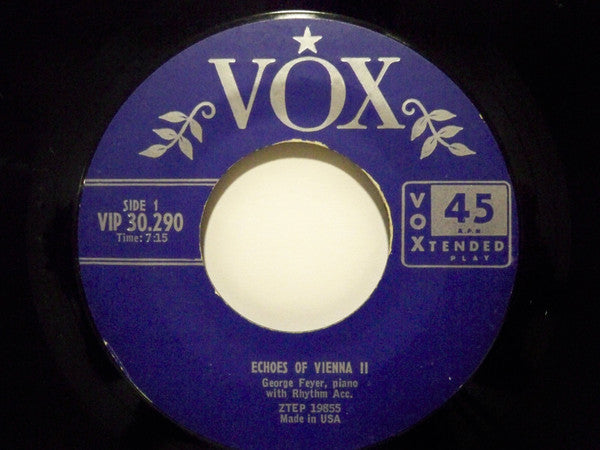 VOX
SIDE 1
VIP 30.290
Time: 7:15
VOX
45
R.P.M
XTENDED
PLAY
ECHOES OF VIENNA II
George Feyer, piano
with Rhythm Acc.
ZTEP 19855
Made in USA